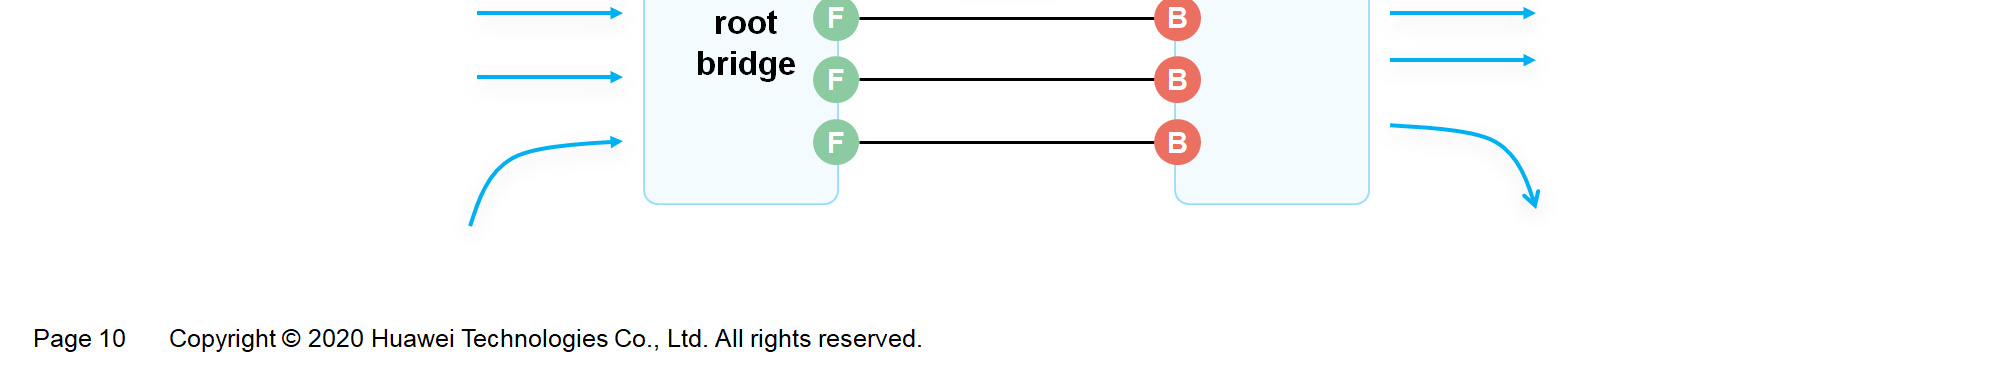 root
bridge
F B
F B
F B
Page 10 Copyright © 2020 Huawei Technologies Co., Ltd. All rights reserved.